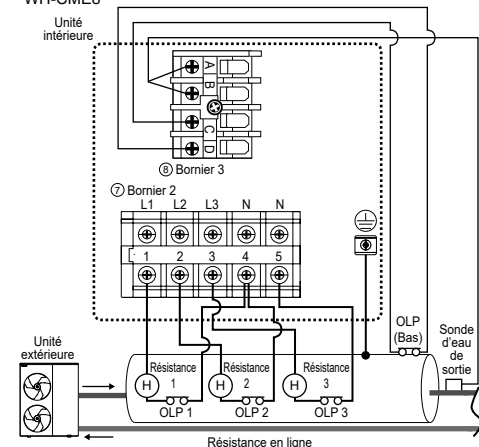 Unité
intérieure
A
B
C
D
⑧ Bornier 3
⑦ Bornier 2
L1 L2 L3 N N
1 2 3 4 5
OLP
(Bas)
Sonde
d'eau
de
sortie
Unité
extérieure
Résistance
1
Résistance
2
Résistance
3
H H H
OLP 1 OLP 2 OLP 3
Résistance en ligne